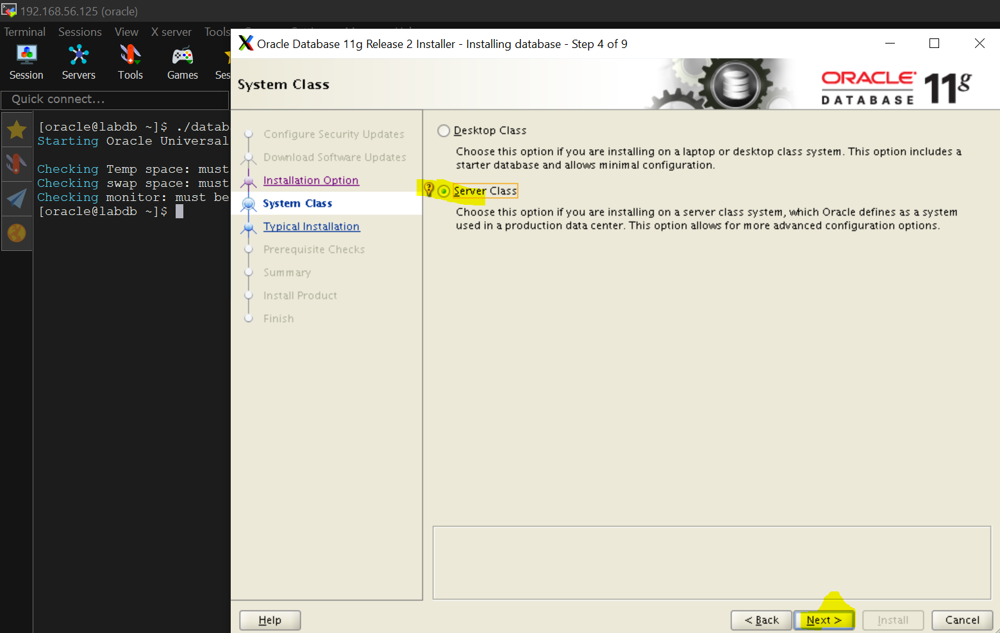 192.168.56.125 (oracle)
Terminal Sessions View X server Tools
Session Servers Tools Games Ses
Quick connect...
[oracle@labdb ~]$ ./datab
Starting Oracle Universal
Checking Temp space: must
Checking swap space: must
Checking monitor: must be
[oracle@labdb ~]$
Oracle Database 11g Release 2 Installer - Installing database - Step 4 of 9
System Class
ORACLE
DATABASE 11g
Configure Security Updates
Download Software Updates
Installation Option
System Class
Typical Installation
Prerequisite Checks
Summary
Install Product
Finish
Desktop Class
Choose this option if you are installing on a laptop or desktop class system. This option includes a
starter database and allows minimal configuration.
Server Class
Choose this option if you are installing on a server class system, which Oracle defines as a system
used in a production data center. This option allows for more advanced configuration options.
Help < Back Next > Install Cancel